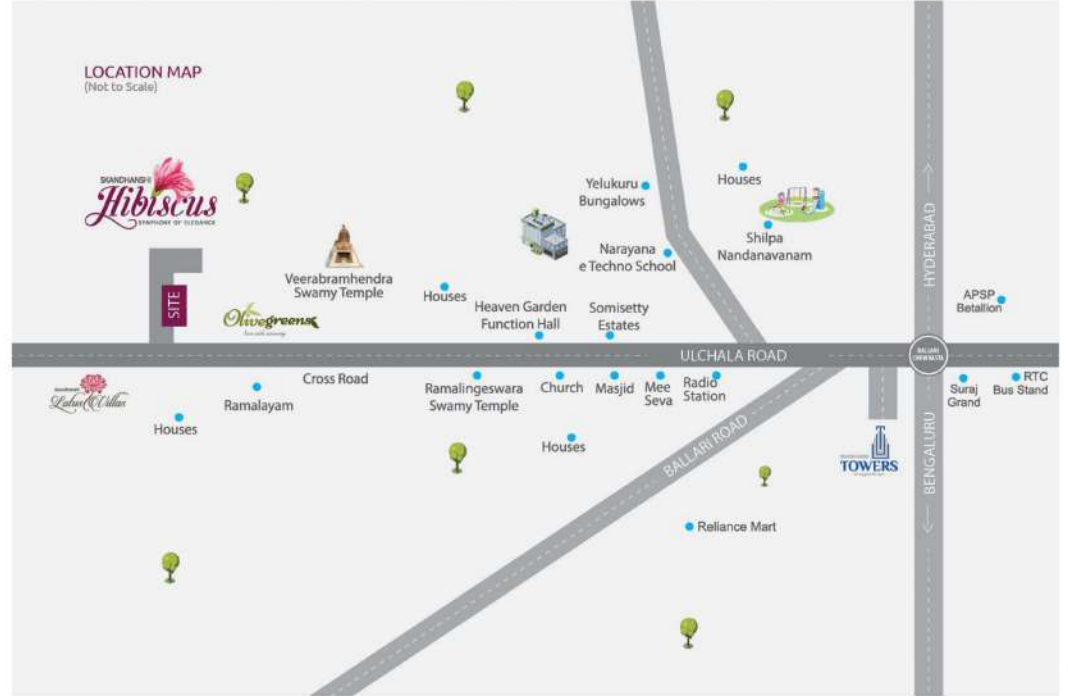 LOCATION MAP
(Not to Scale)
SKANDHANSHI
Hibiscus
SYMPHONY OF ELEGANCE
SITE
Olivegreens
Veerabramhendra
Swamy Temple
Houses
Heaven Garden
Function Hall
Somisetty
Estates
Yelukuru
Bungalows
Narayana
e Techno School
Houses
Shilpa
Nandanavanam
HYDERABAD
APSP
Betallion
ULCHALA ROAD
BALLARI
Lotus Villas
Houses
Ramalayam
Cross Road
Ramalingeswara
Swamy Temple
Church
Masjid
Mee
Seva
Radio
Station
Houses
BALLARI ROAD
TOWERS
BENGALURU
Suraj
Grand
RTC
Bus Stand
Reliance Mart